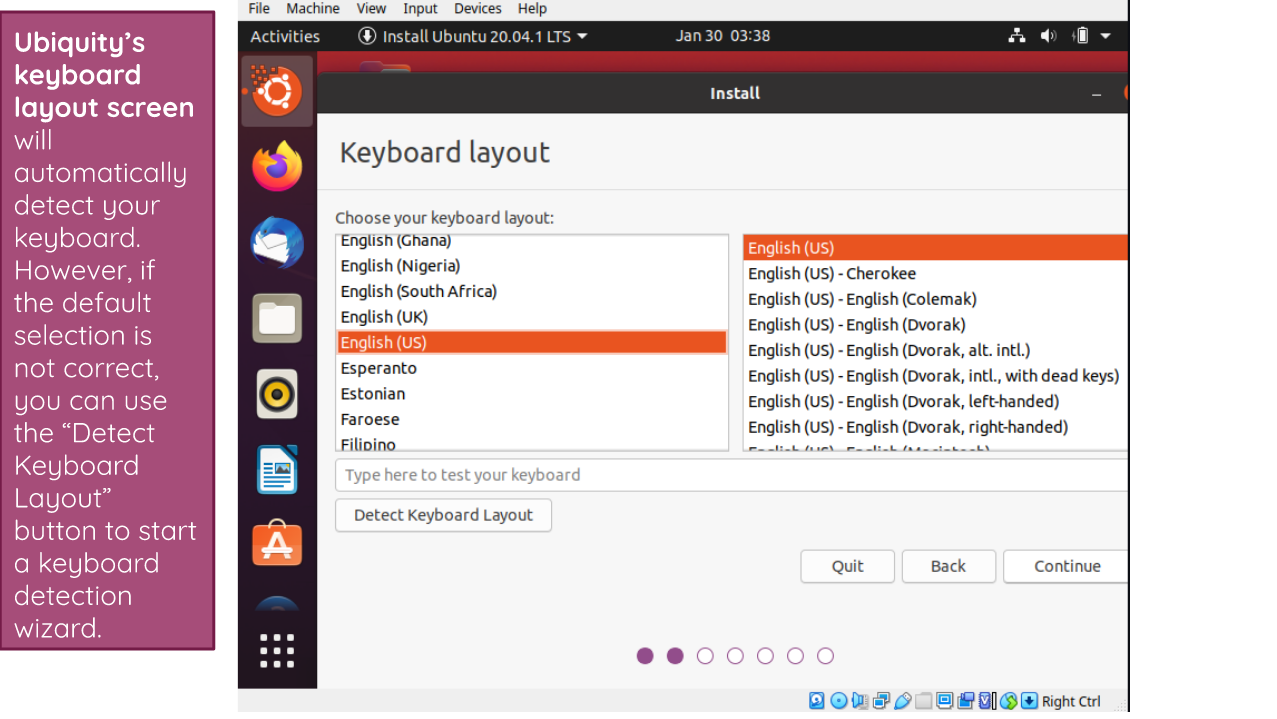 Ubiquity’s
keyboard
layout screen
will
automatically
detect your
keyboard.
However, if
the default
selection is
not correct,
you can use
the “Detect
Keyboard
Layout”
button to start
a keyboard
detection
wizard.
File Machine View Input Devices Help
Activities Install Ubuntu 20.04.1 LTS Jan 30 03:38
Install
Keyboard layout
Choose your keyboard layout:
English (Ghana)
English (Nigeria)
English (South Africa)
English (UK)
English (US)
Esperanto
Estonian
Faroese
Filipino
English (US)
English (US) - Cherokee
English (US) - English (Colemak)
English (US) - English (Dvorak)
English (US) - English (Dvorak, alt. intl.)
English (US) - English (Dvorak, intl., with dead keys)
English (US) - English (Dvorak, left-handed)
English (US) - English (Dvorak, right-handed)
English (US) - English (Macintosh)
Type here to test your keyboard
Detect Keyboard Layout
Quit Back Continue
Right Ctrl